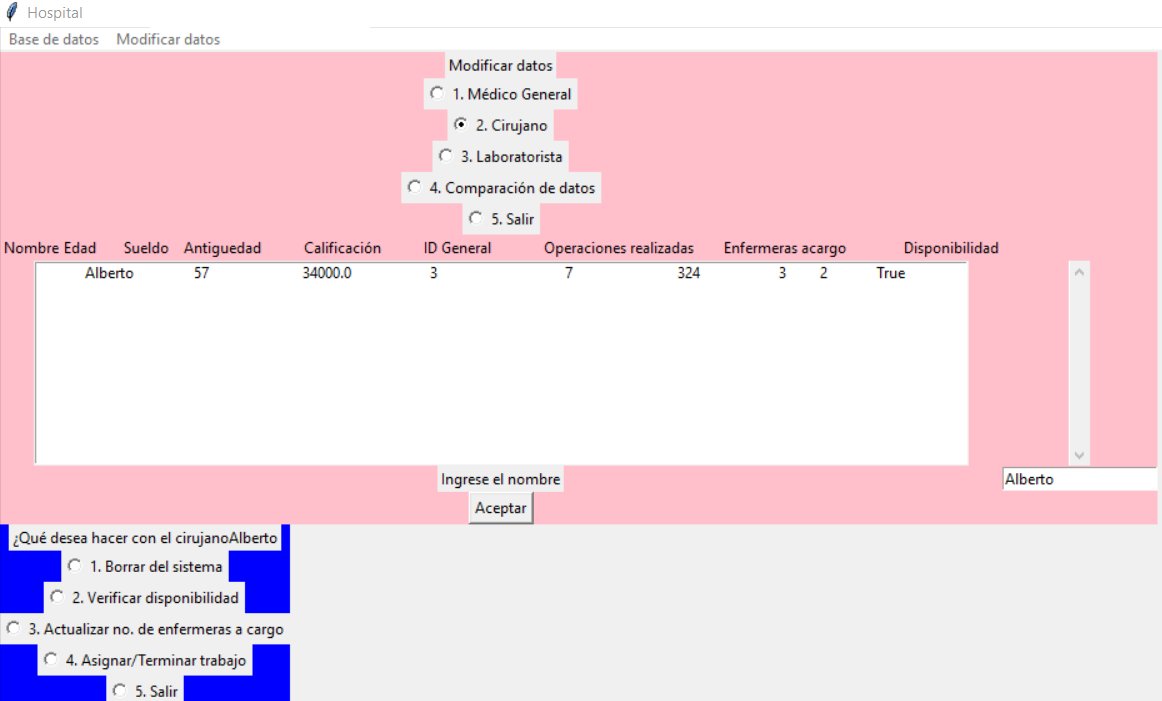 Hospital
Base de datos Modificar datos
Modificar datos
1. Médico General
2. Cirujano
3. Laboratorista
4. Comparación de datos
5. Salir
Nombre Edad Sueldo Antiguedad Calificación ID General Operaciones realizadas Enfermeras acargo Disponibilidad
Alberto 57 34000.0 3 7 324 3 2 True
Ingrese el nombre Alberto
Aceptar
¿Qué desea hacer con el cirujanoAlberto
1. Borrar del sistema
2. Verificar disponibilidad
3. Actualizar no. de enfermeras a cargo
4. Asignar/Terminar trabajo
5. Salir